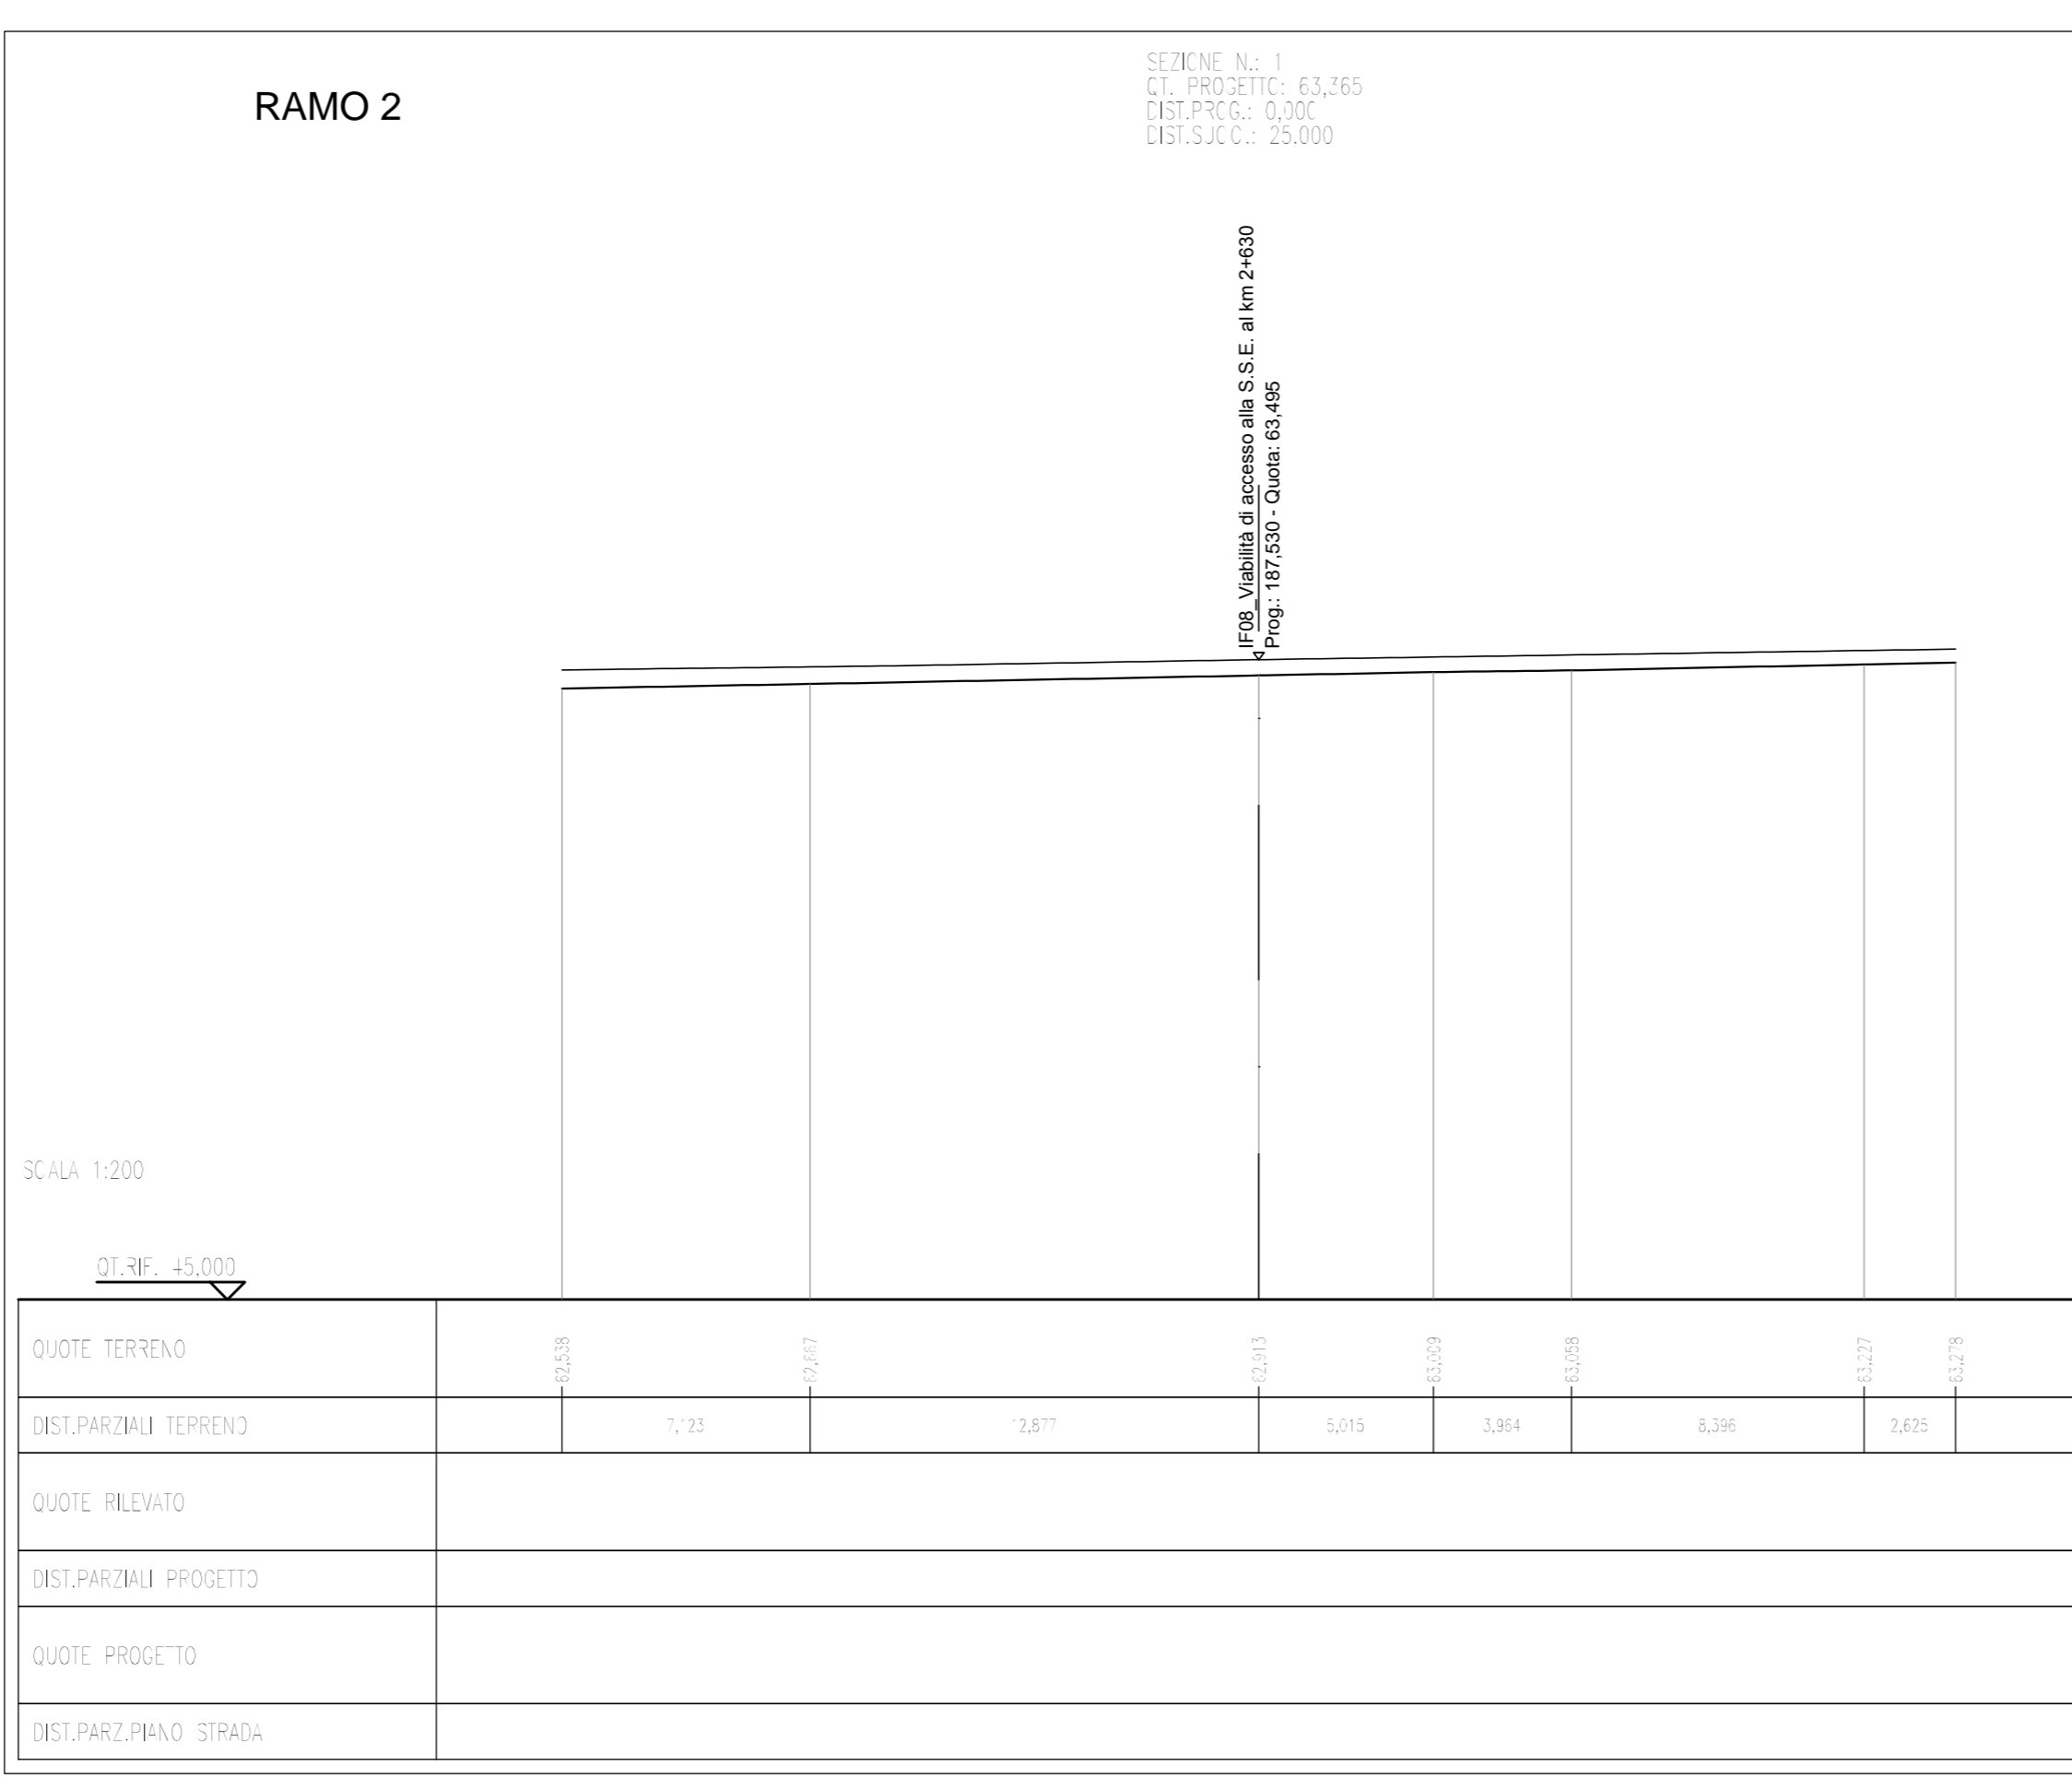 RAMO 2
SEZIONE N.: 1
QT. PROGETTO: 63,365
DIST.PROG.: 0,000
DIST.SUCC.: 25,000
IF08_Viabilità di accesso alla S.S.E. al km 2+630
Prog.: 187,530 - Quota: 63,495
SCALA 1:200
QT.RIF. 45,000
QUOTE TERRENO 62,538 62,667 62,913 63,009 63,058 63,227 63,278
DIST.PARZIALI TERRENO 7,123 12,877 5,015 3,964 8,396 2,625
QUOTE RILEVATO
DIST.PARZIALI PROGETTO
QUOTE PROGETTO
DIST.PARZ.PIANO STRADA